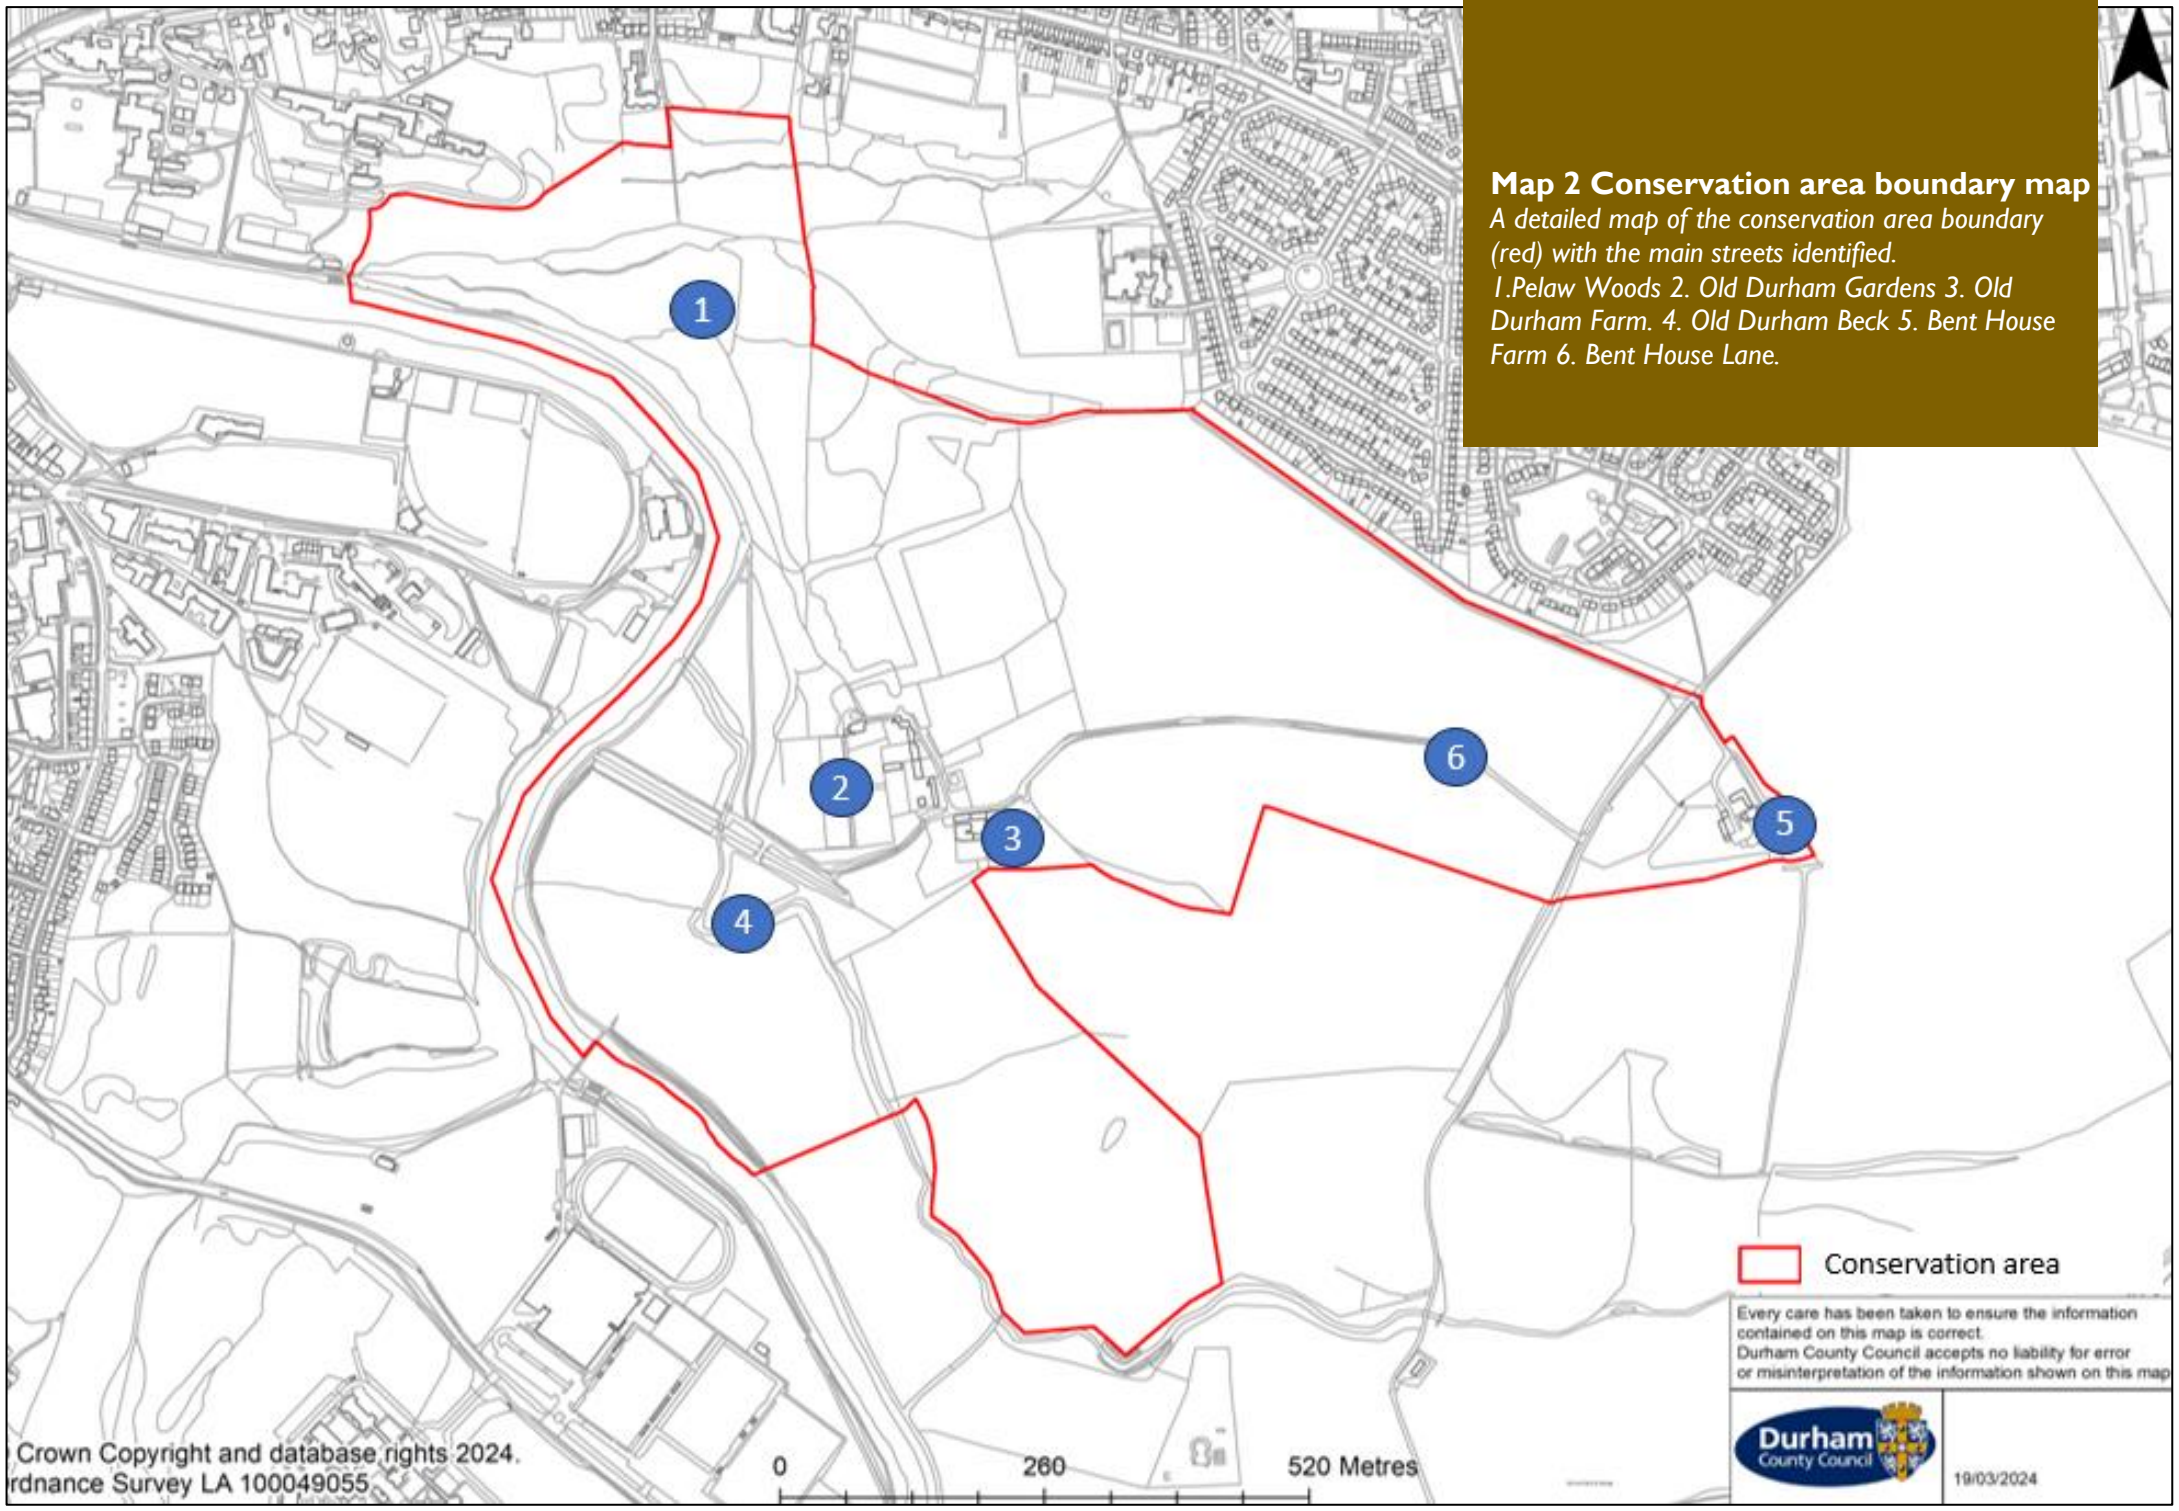 Map 2 Conservation area boundary map
A detailed map of the conservation area boundary
(red) with the main streets identified.
1.Pelaw Woods 2. Old Durham Gardens 3. Old
Durham Farm. 4. Old Durham Beck 5. Bent House
Farm 6. Bent House Lane.
1
2
3
4
5
6
Conservation area
Every care has been taken to ensure the information
contained on this map is correct.
Durham County Council accepts no liability for error
or misinterpretation of the information shown on this map
Durham
County Council
19/03/2024
Crown Copyright and database rights 2024.
rdnance Survey LA 100049055
0 260 520 Metres